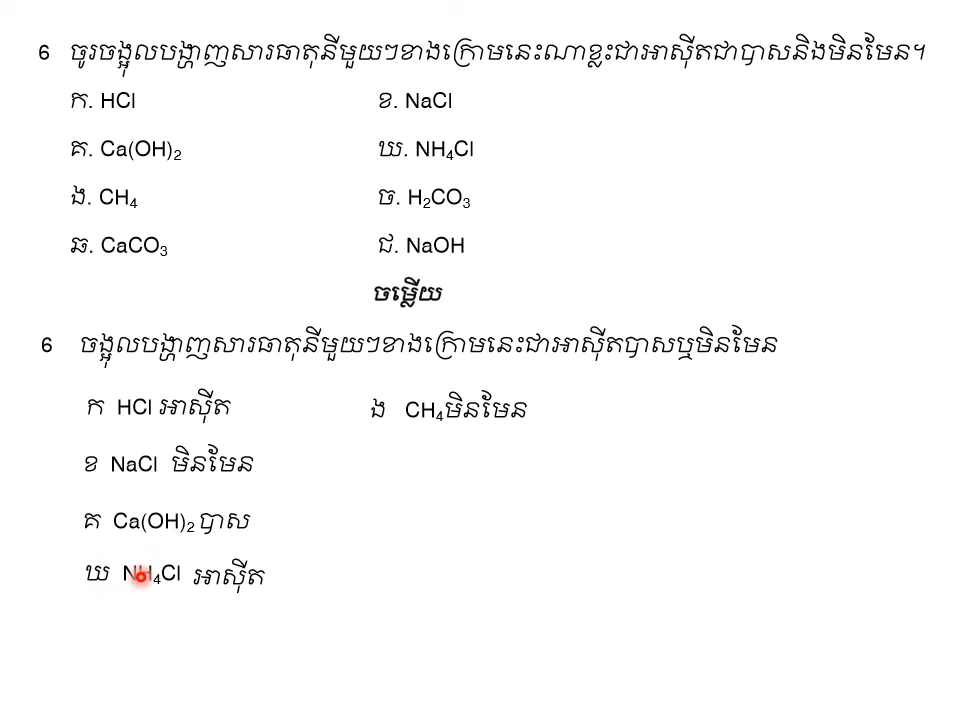 6 ចូរចង្អុលបង្ហាញសារធាតុនីមួយៗខាងក្រោមនេះណាខ្លះជាអាស៊ីតជាបាសនិងមិនមែន។
ក. HCl ខ. NaCl
គ. Ca(OH)₂ ឃ. NH₄Cl
ង. CH₄ ច. H₂CO₃
ឆ. CaCO₃ ជ. NaOH
ចម្លើយ
6 ចង្អុលបង្ហាញសារធាតុនីមួយៗខាងក្រោមនេះជាអាស៊ីតបាសឬមិនមែន
ក HCl អាស៊ីត ង CH₄មិនមែន
ខ NaCl មិនមែន
គ Ca(OH)₂ បាស
ឃ NH₄Cl អាស៊ីត